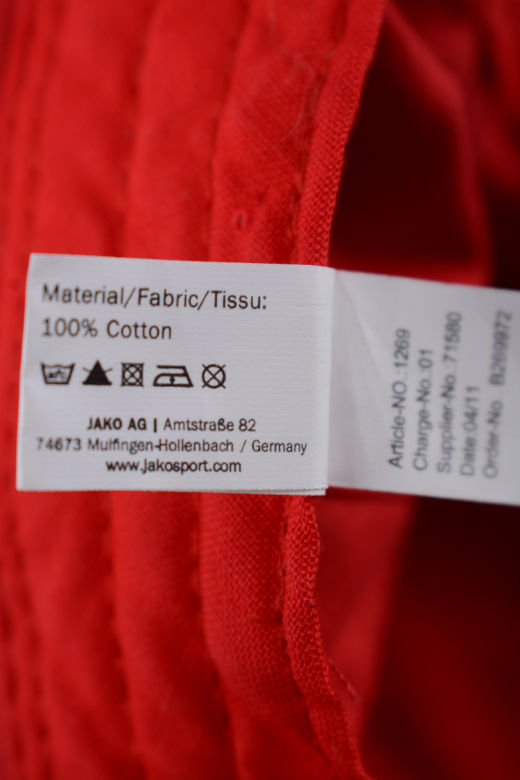 Material/Fabric/Tissu:
100% Cotton
JAKO AG | Amtstraße 82
74673 Mulfingen-Hollenbach / Germany
www.jakosport.com
Article-NO.:1269
Charge-No.:01
Supplier-No.:71580
Date:04/11
Order-No. B269972